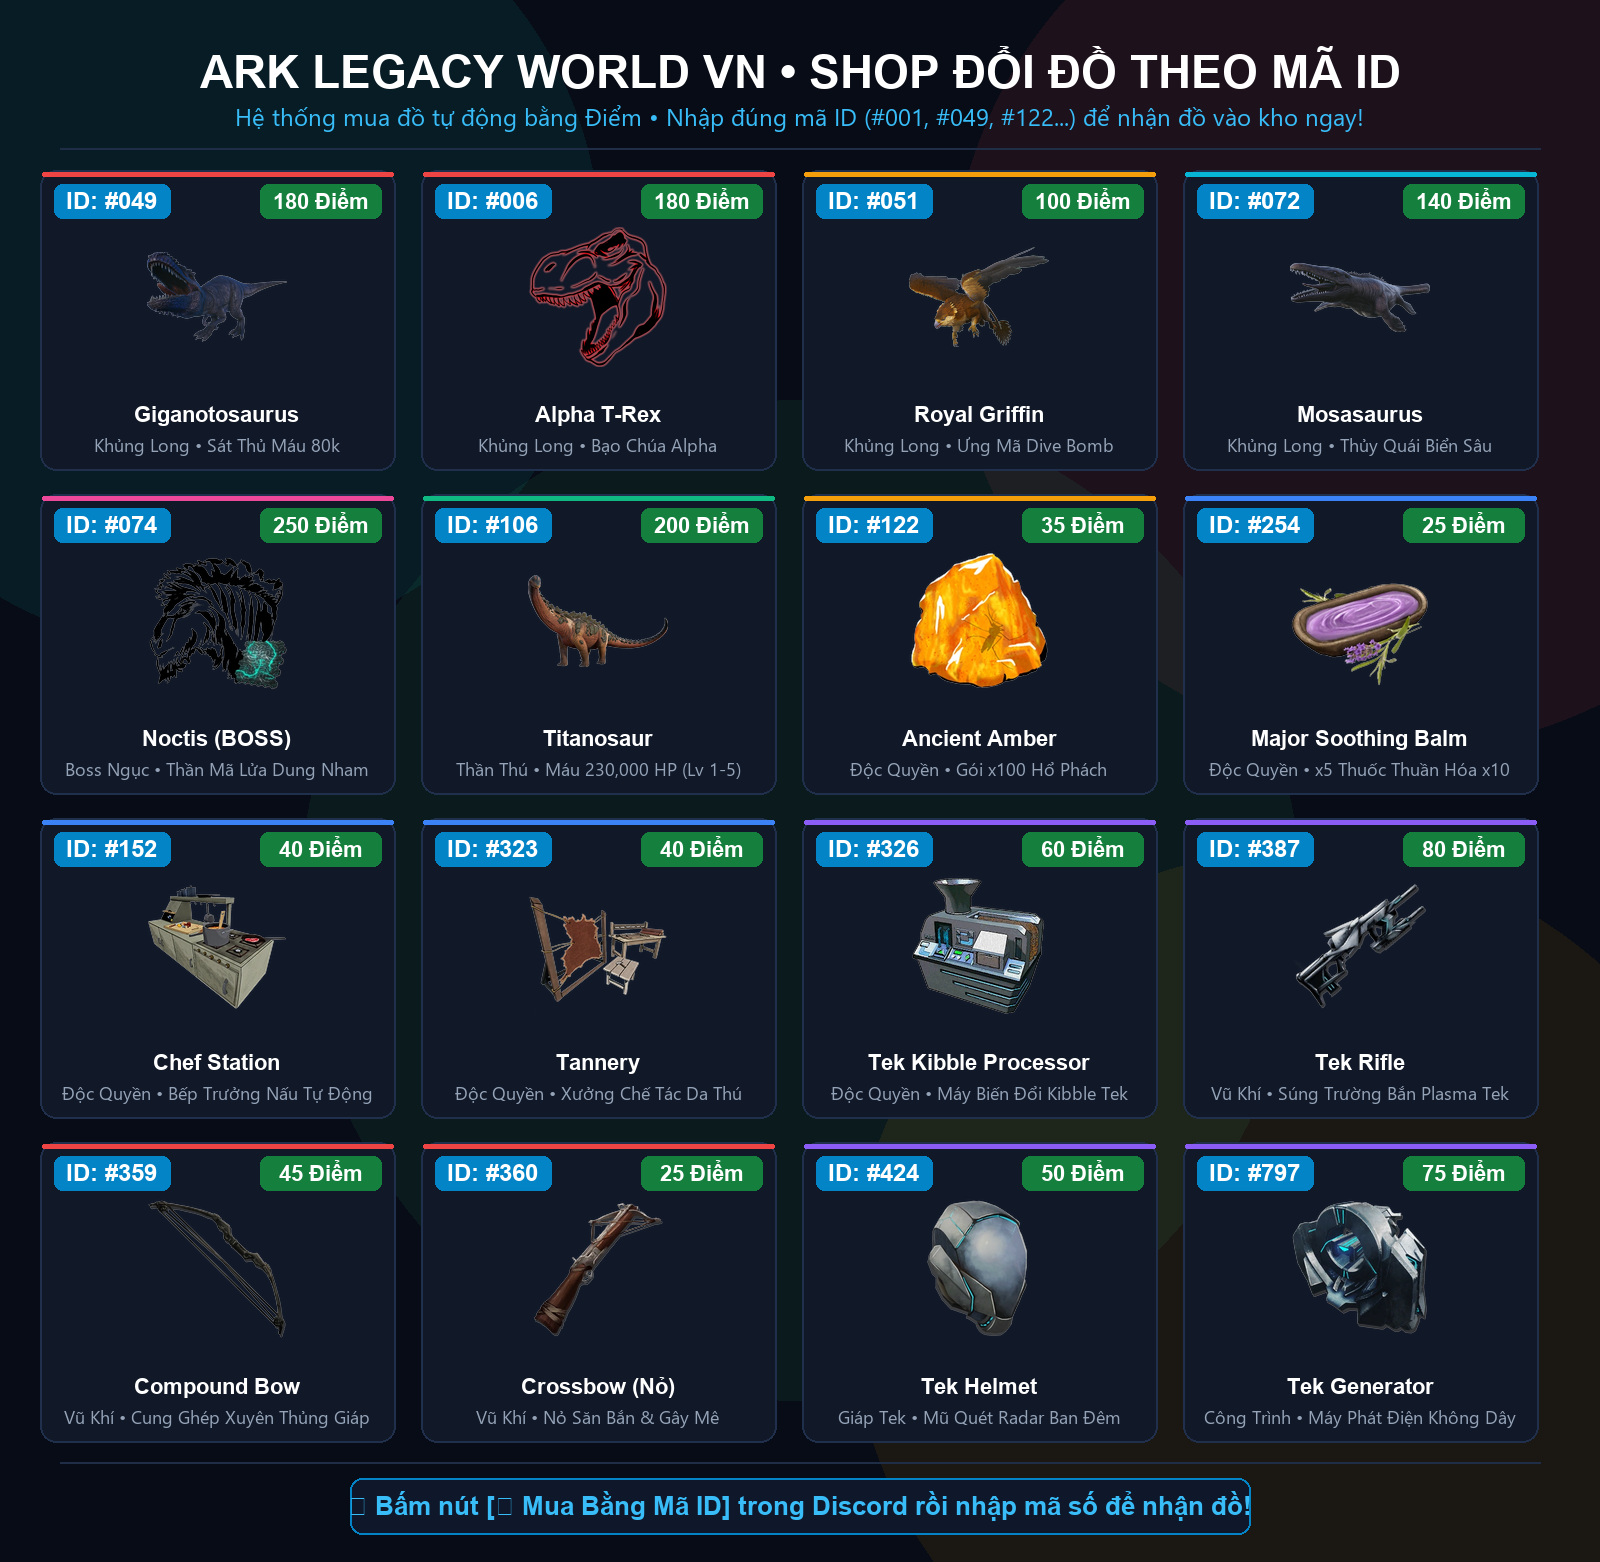 ARK LEGACY WORLD VN • SHOP ĐỔI ĐỒ THEO MÃ ID
Hệ thống mua đồ tự động bằng Điểm • Nhập đúng mã ID (#001, #049, #122...) để nhận đồ vào kho ngay!
ID: #049
180 Điểm
Giganotosaurus
Khủng Long • Sát Thủ Máu 80k
ID: #006
180 Điểm
Alpha T-Rex
Khủng Long • Bạo Chúa Alpha
ID: #051
100 Điểm
Royal Griffin
Khủng Long • Ưng Mã Dive Bomb
ID: #072
140 Điểm
Mosasaurus
Khủng Long • Thủy Quái Biển Sâu
ID: #074
250 Điểm
Noctis (BOSS)
Boss Ngục • Thần Mã Lửa Dung Nham
ID: #106
200 Điểm
Titanosaur
Thần Thú • Máu 230,000 HP (Lv 1-5)
ID: #122
35 Điểm
Ancient Amber
Độc Quyền • Gói x100 Hổ Phách
ID: #254
25 Điểm
Major Soothing Balm
Độc Quyền • x5 Thuốc Thuần Hóa x10
ID: #152
40 Điểm
Chef Station
Độc Quyền • Bếp Trưởng Nấu Tự Động
ID: #323
40 Điểm
Tannery
Độc Quyền • Xưởng Chế Tác Da Thú
ID: #326
60 Điểm
Tek Kibble Processor
Độc Quyền • Máy Biến Đổi Kibble Tek
ID: #387
80 Điểm
Tek Rifle
Vũ Khí • Súng Trường Bắn Plasma Tek
ID: #359
45 Điểm
Compound Bow
Vũ Khí • Cung Ghép Xuyên Thủng Giáp
ID: #360
25 Điểm
Crossbow (Nỏ)
Vũ Khí • Nỏ Săn Bắn & Gây Mê
ID: #424
50 Điểm
Tek Helmet
Giáp Tek • Mũ Quét Radar Ban Đêm
ID: #797
75 Điểm
Tek Generator
Công Trình • Máy Phát Điện Không Dây
Bấm nút [ Mua Bằng Mã ID] trong Discord rồi nhập mã số để nhận đồ!